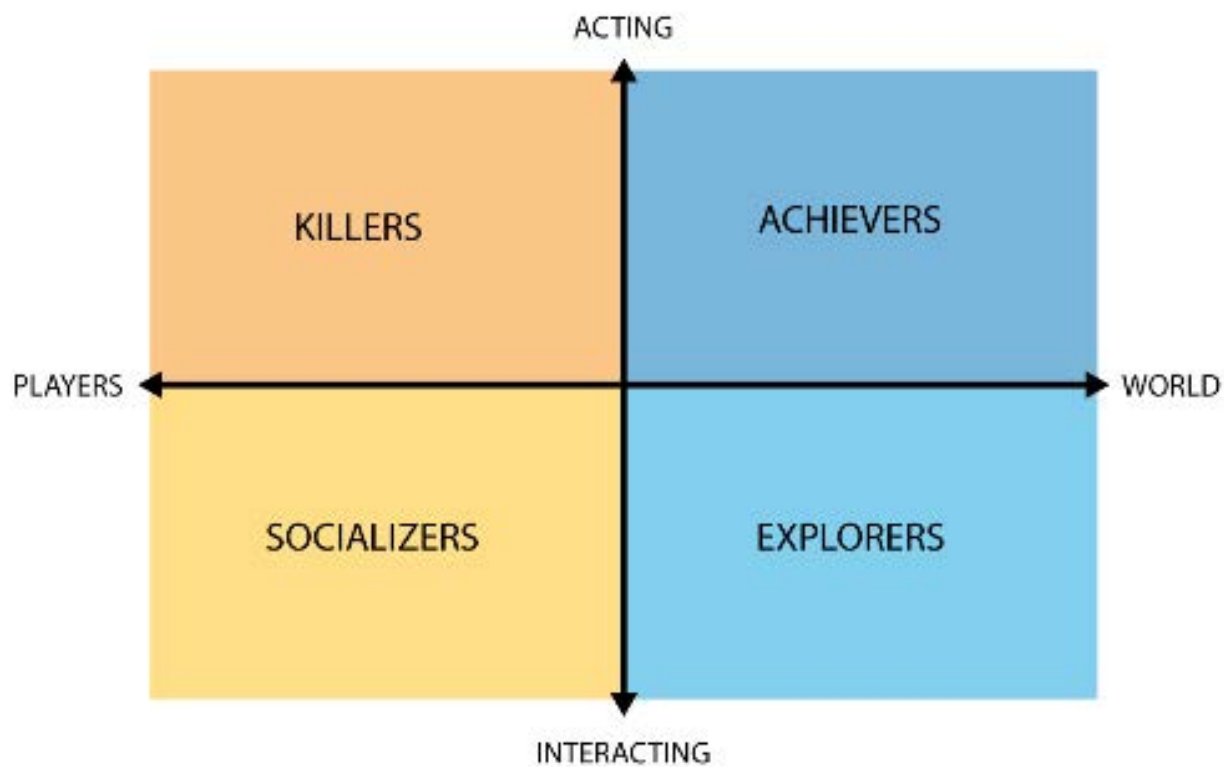 ACTING
KILLERS
ACHIEVERS
PLAYERS
WORLD
SOCIALIZERS
EXPLORERS
INTERACTING